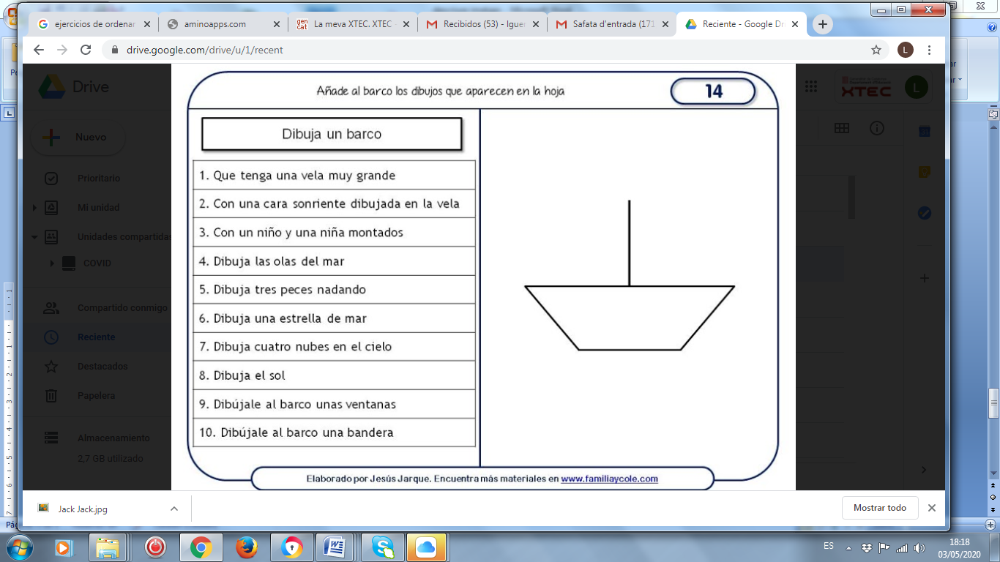 ejercicios de ordenar
aminoapps.com
gen cat
La meva XTEC. XTEC
Recibidos (53) - lguer
Safata d'entrada (171
Reciente - Google Dri
drive.google.com/drive/u/1/recent
L
Drive
XTEC
L
Nuevo
Prioritario
Mi unidad
Unidades compartidas
COVID
Compartido conmigo
Reciente
Destacados
Papelera
Almacenamiento
2,7 GB utilizado
Añade al barco los dibujos que aparecen en la hoja
14
Dibuja un barco
1. Que tenga una vela muy grande
2. Con una cara sonriente dibujada en la vela
3. Con un niño y una niña montados
4. Dibuja las olas del mar
5. Dibuja tres peces nadando
6. Dibuja una estrella de mar
7. Dibuja cuatro nubes en el cielo
8. Dibuja el sol
9. Dibújale al barco unas ventanas
10. Dibújale al barco una bandera
Elaborado por Jesús Jarque. Encuentra más materiales en www.familiaycole.com
Jack Jack.jpg
Mostrar todo
ES
18:18
03/05/2020